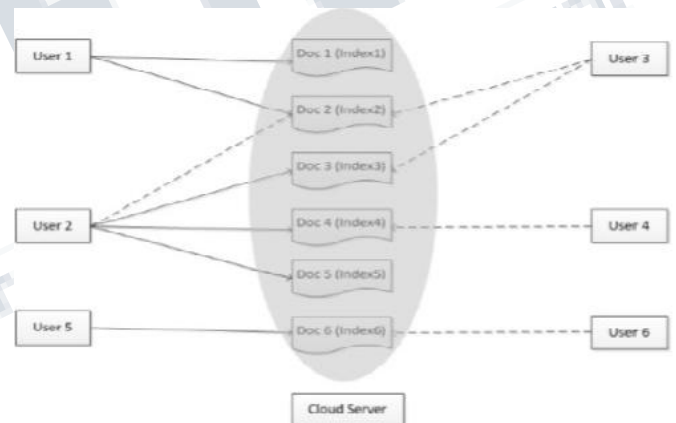 User 1
Doc 1 (Index1)
User 3
Doc 2 (Index2)
Doc 3 (Index3)
User 2
Doc 4 (Index4)
User 4
Doc 5 (Index5)
User 5
Doc 6 (Index6)
User 6
Cloud Server